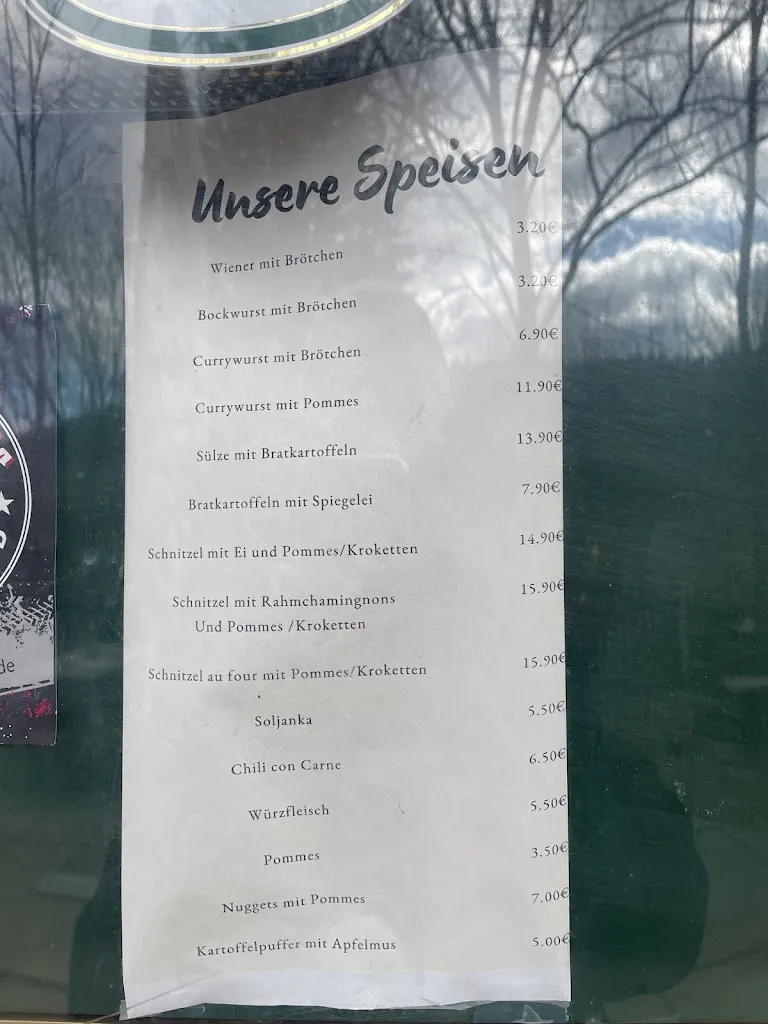 Unsere Speisen
Wiener mit Brötchen 3.20€
Bockwurst mit Brötchen 3.20€
Currywurst mit Brötchen 6.90€
Currywurst mit Pommes 11.90€
Sülze mit Bratkartoffeln 13.90€
Bratkartoffeln mit Spiegelei 7.90€
Schnitzel mit Ei und Pommes/Kroketten 14.90€
Schnitzel mit Rahmchamingnons 15.90€
Und Pommes /Kroketten
Schnitzel au four mit Pommes/Kroketten 15.90€
Soljanka 5.50€
Chili con Carne 6.50€
Würzfleisch 5.50€
Pommes 3.50€
Nuggets mit Pommes 7.00€
Kartoffelpuffer mit Apfelmus 5.00€
de